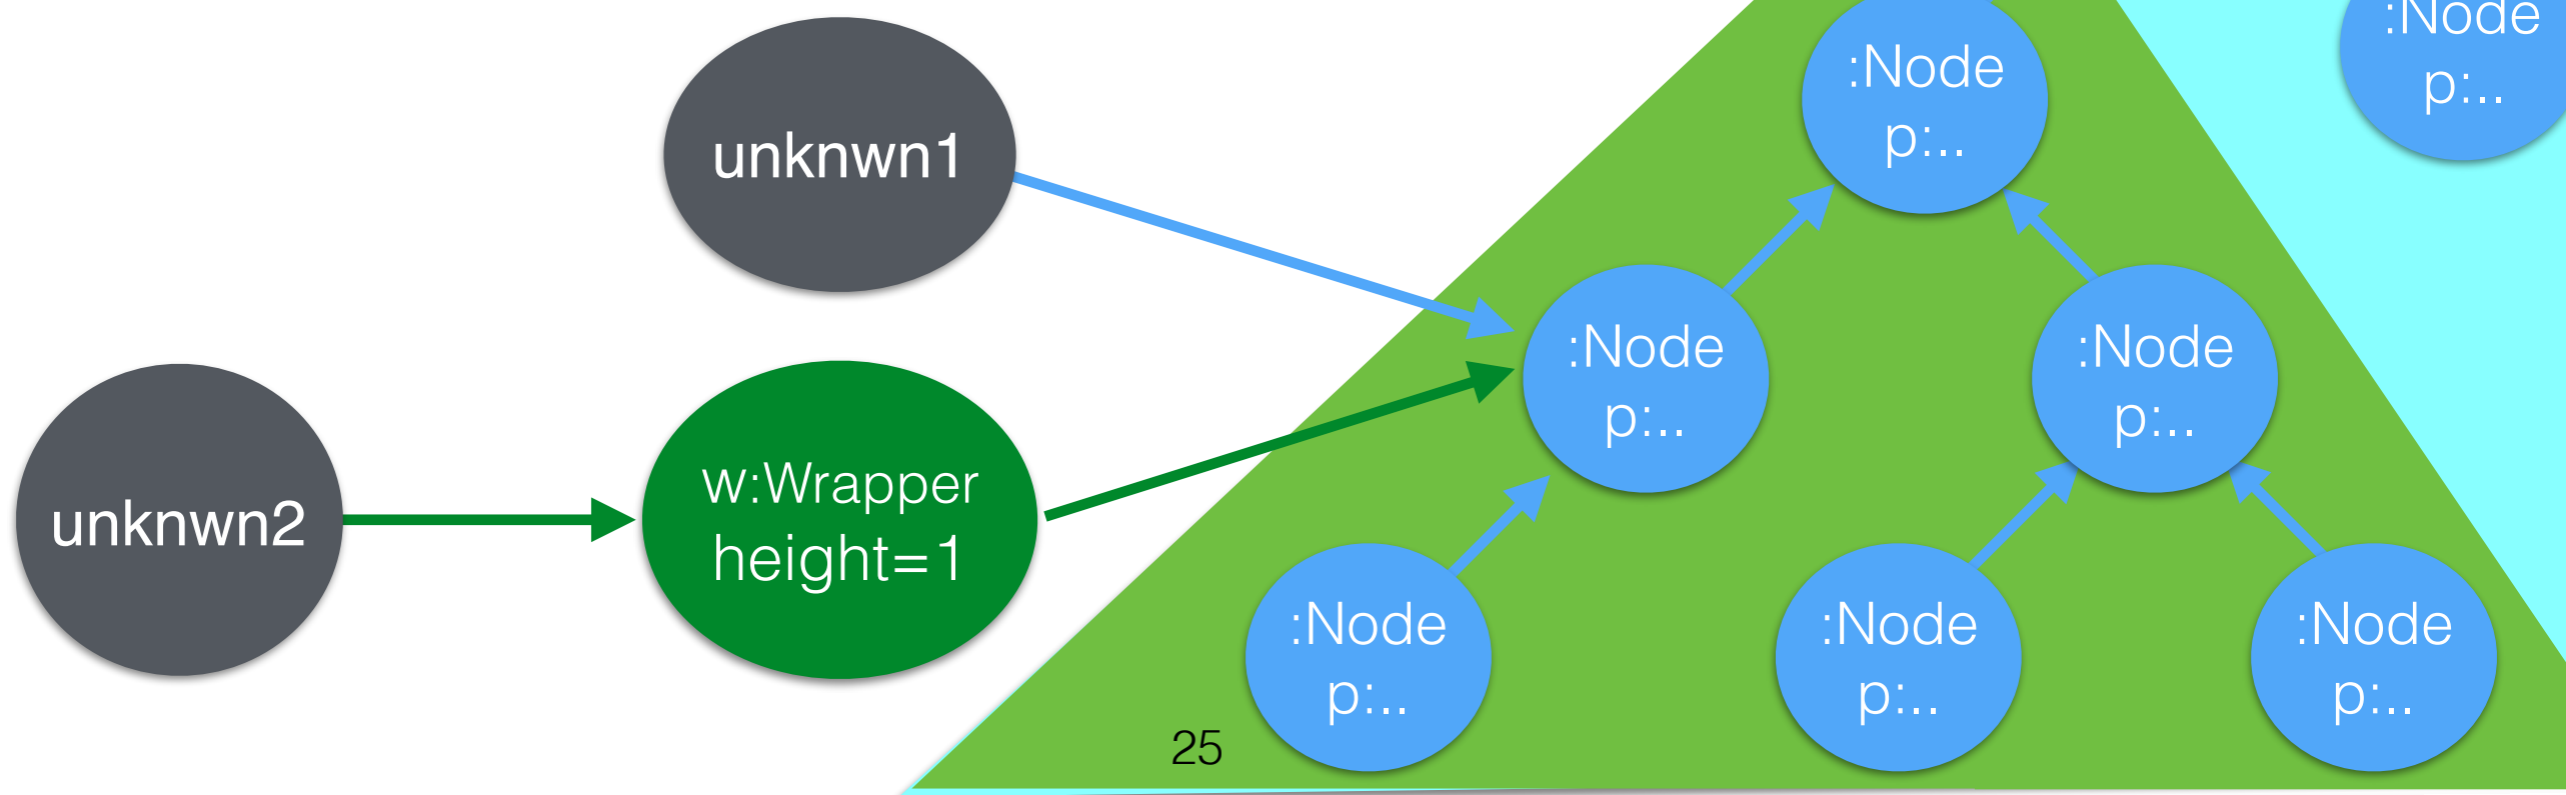 :Node
p:..
:Node
p:..
unknwn1
:Node
p:..
:Node
p:..
unknwn2
w:Wrapper
height=1
:Node
p:..
:Node
p:..
:Node
p:..
25